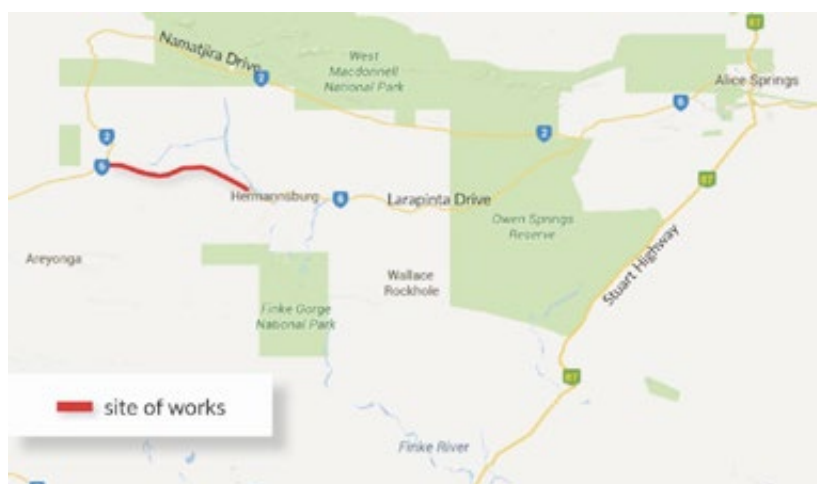 87
Namatjira Drive
West
Macdonnell
National Park
2
Alice Springs
6
2
2
87
6
Hermannsburg
6
Larapinta Drive
Owen Springs
Reserve
Stuart Highway
Areyonga
Wallace
Rockhole
Finke Gorge
National Park
87
site of works
Finke River